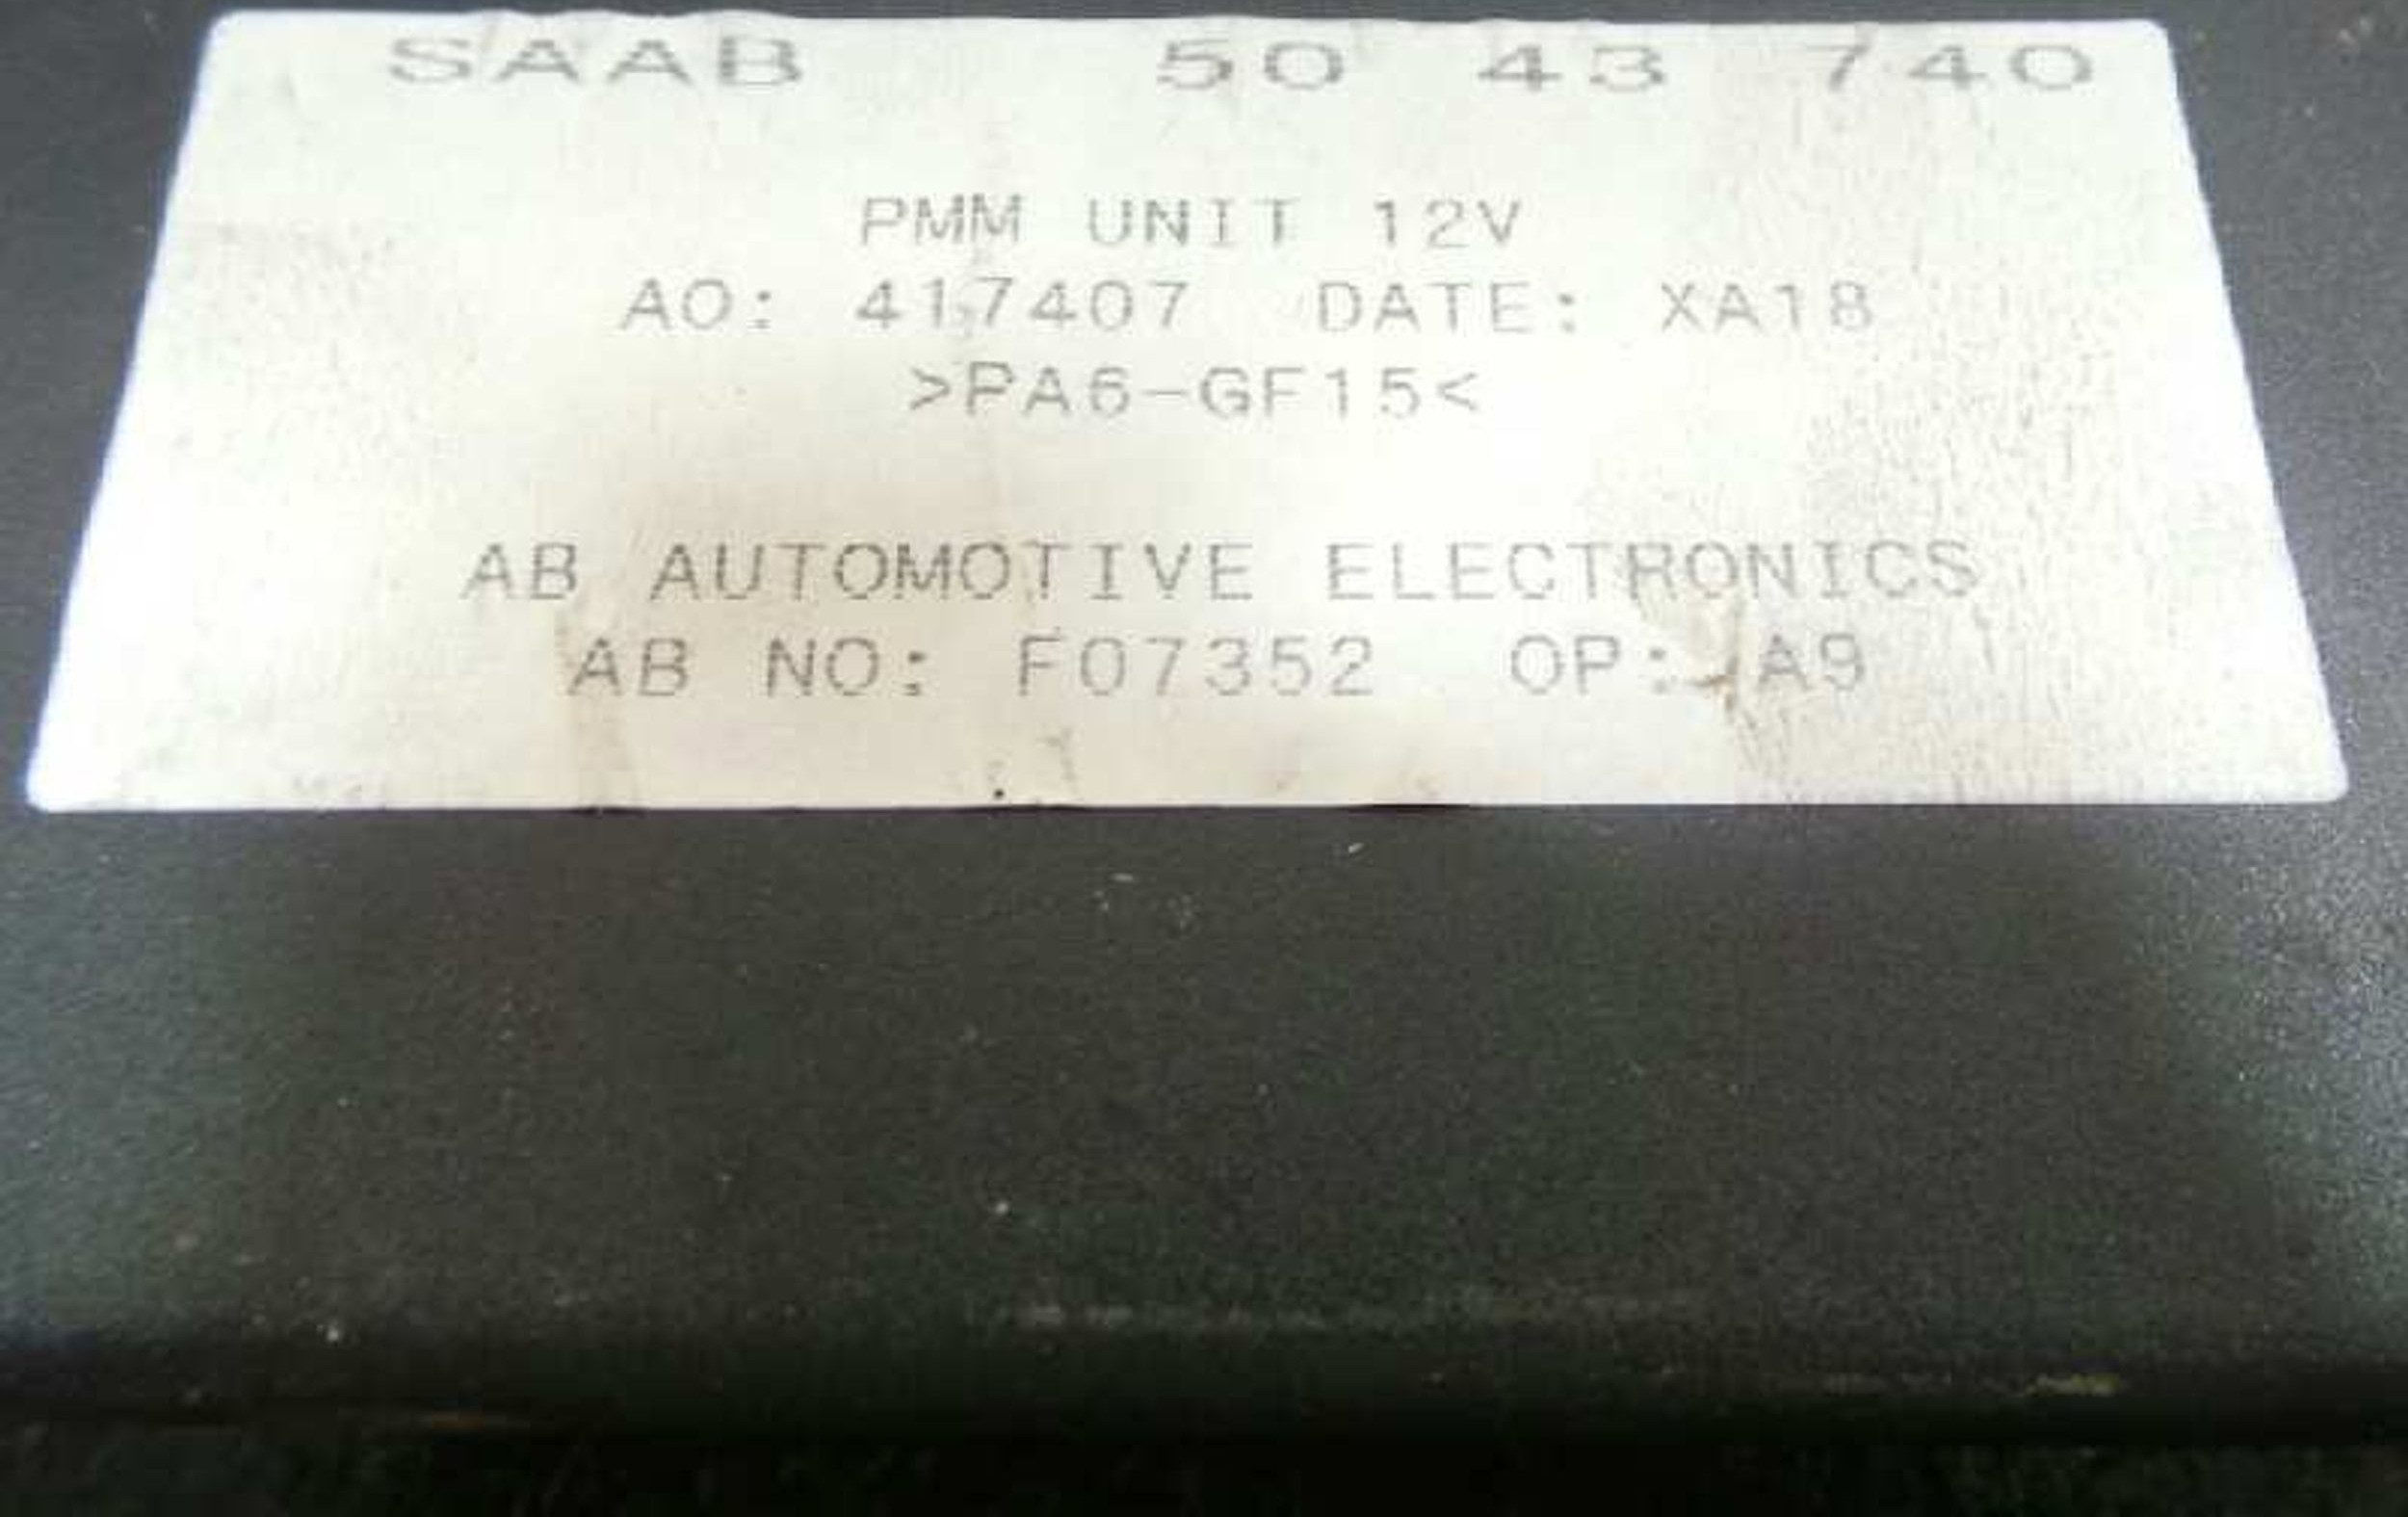 SAAB 50 43 740
PMM UNIT 12V
AO: 417407 DATE: XA18
>PA6-GF15<
AB AUTOMOTIVE ELECTRONICS
AB NO: F07352 OP: A9